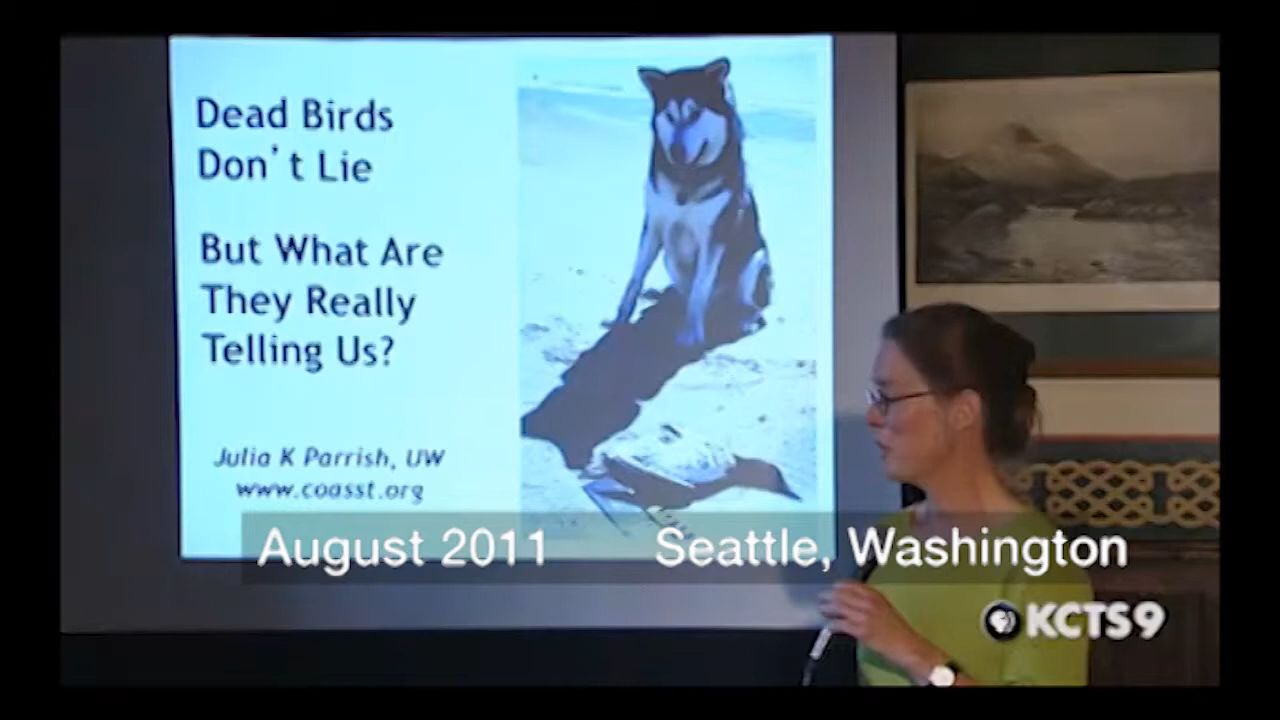 Dead Birds
Don't Lie
But What Are
They Really
Telling Us?
Julia K Parrish, UW
www.coasst.org
August 2011 Seattle, Washington
KCTS9